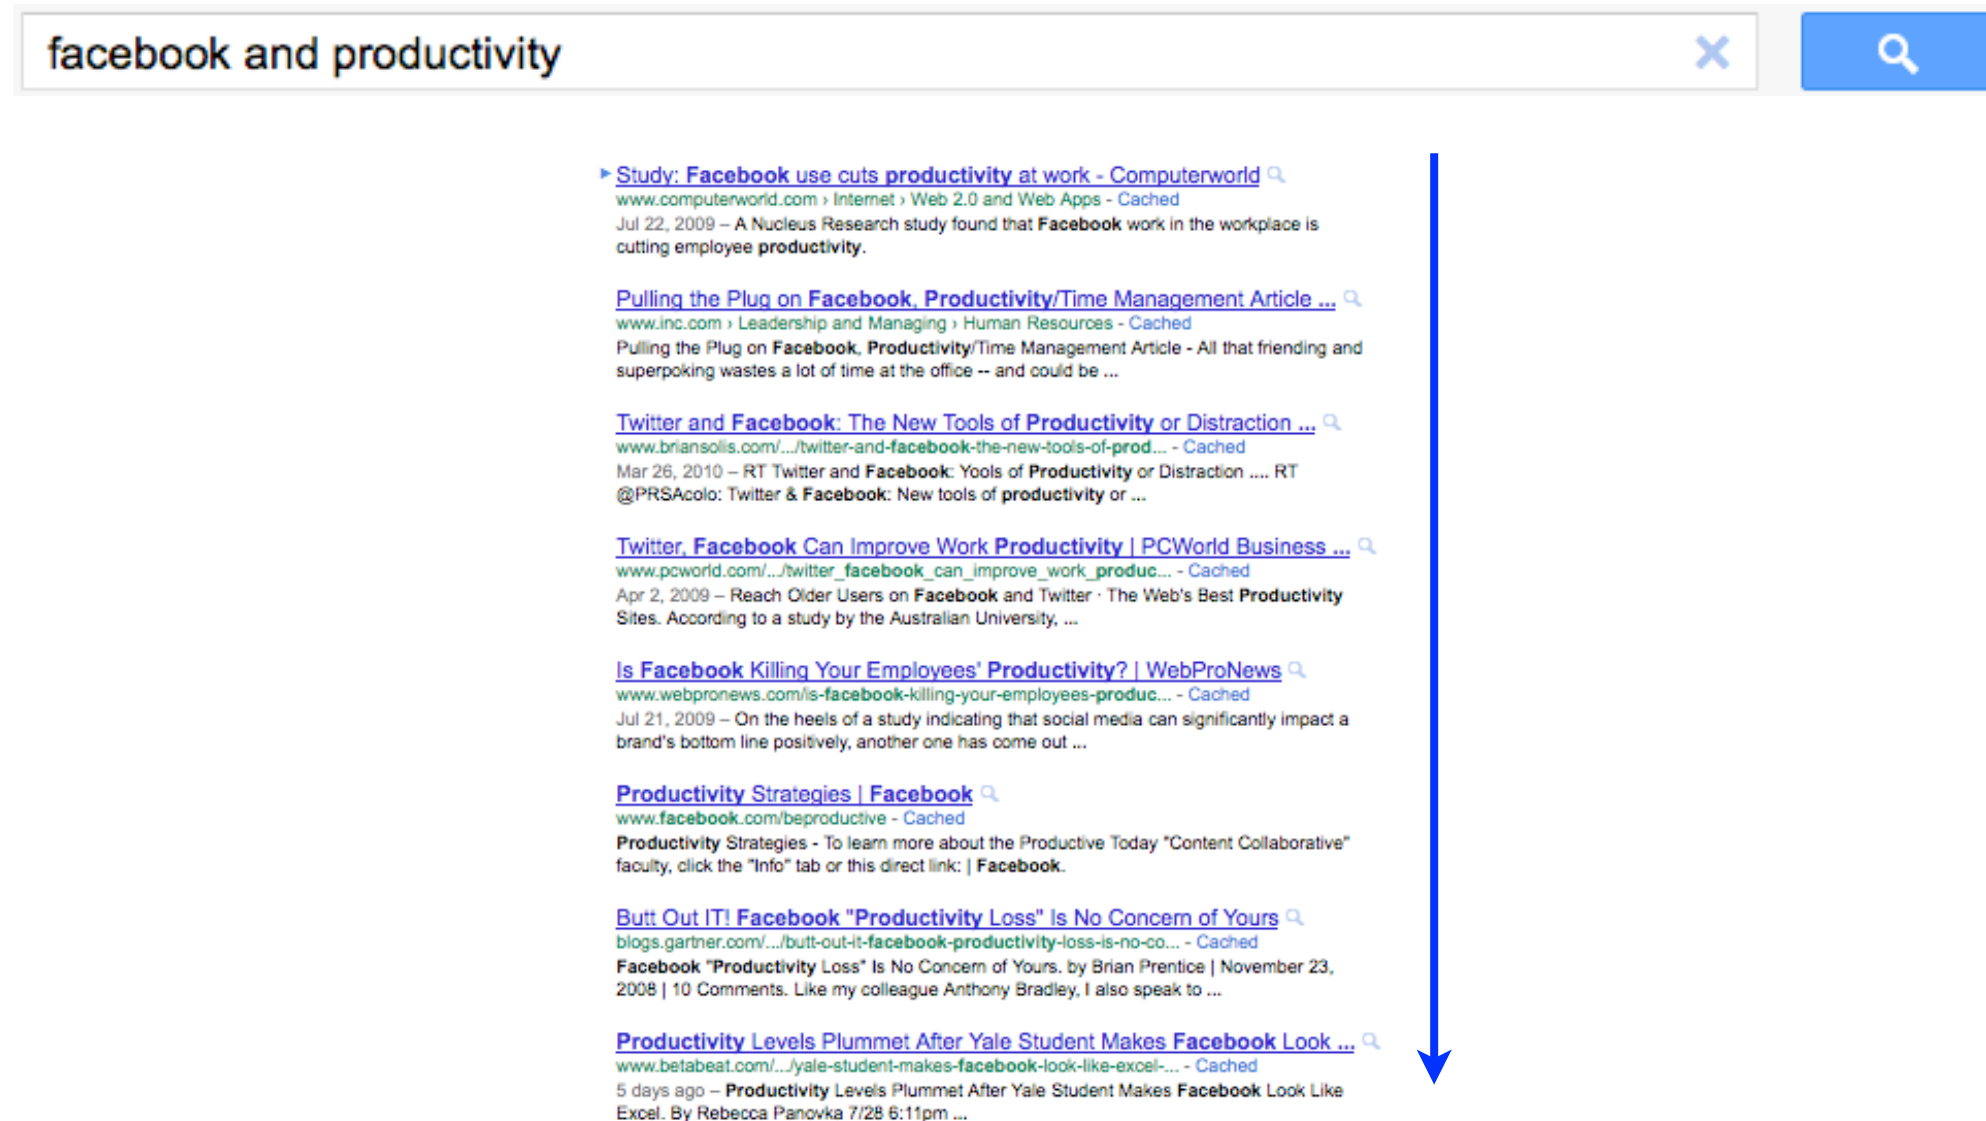 facebook and productivity
Study: Facebook use cuts productivity at work - Computerworld
www.computerworld.com › Internet › Web 2.0 and Web Apps - Cached
Jul 22, 2009 – A Nucleus Research study found that Facebook work in the workplace is
cutting employee productivity.
Pulling the Plug on Facebook, Productivity/Time Management Article ...
www.inc.com › Leadership and Managing › Human Resources - Cached
Pulling the Plug on Facebook, Productivity/Time Management Article - All that friending and
superpoking wastes a lot of time at the office -- and could be ...
Twitter and Facebook: The New Tools of Productivity or Distraction ...
www.briansolis.com/.../twitter-and-facebook-the-new-tools-of-prod... - Cached
Mar 26, 2010 – RT Twitter and Facebook: Yools of Productivity or Distraction .... RT
@PRSAcolo: Twitter & Facebook: New tools of productivity or ...
Twitter, Facebook Can Improve Work Productivity | PCWorld Business ...
www.pcworld.com/.../twitter_facebook_can_improve_work_produc... - Cached
Apr 2, 2009 – Reach Older Users on Facebook and Twitter · The Web's Best Productivity
Sites. According to a study by the Australian University, ...
Is Facebook Killing Your Employees' Productivity? | WebProNews
www.webpronews.com/is-facebook-killing-your-employees-produc... - Cached
Jul 21, 2009 – On the heels of a study indicating that social media can significantly impact a
brand's bottom line positively, another one has come out ...
Productivity Strategies | Facebook
www.facebook.com/beproductive - Cached
Productivity Strategies - To learn more about the Productive Today "Content Collaborative"
faculty, click the "Info" tab or this direct link: | Facebook.
Butt Out IT! Facebook "Productivity Loss" Is No Concern of Yours
blogs.gartner.com/.../butt-out-it-facebook-productivity-loss-is-no-co... - Cached
Facebook "Productivity Loss" Is No Concern of Yours. by Brian Prentice | November 23,
2008 | 10 Comments. Like my colleague Anthony Bradley, I also speak to ...
Productivity Levels Plummet After Yale Student Makes Facebook Look ...
www.betabeat.com/.../yale-student-makes-facebook-look-like-excel-... - Cached
5 days ago – Productivity Levels Plummet After Yale Student Makes Facebook Look Like
Excel. By Rebecca Panovka 7/28 6:11pm ...